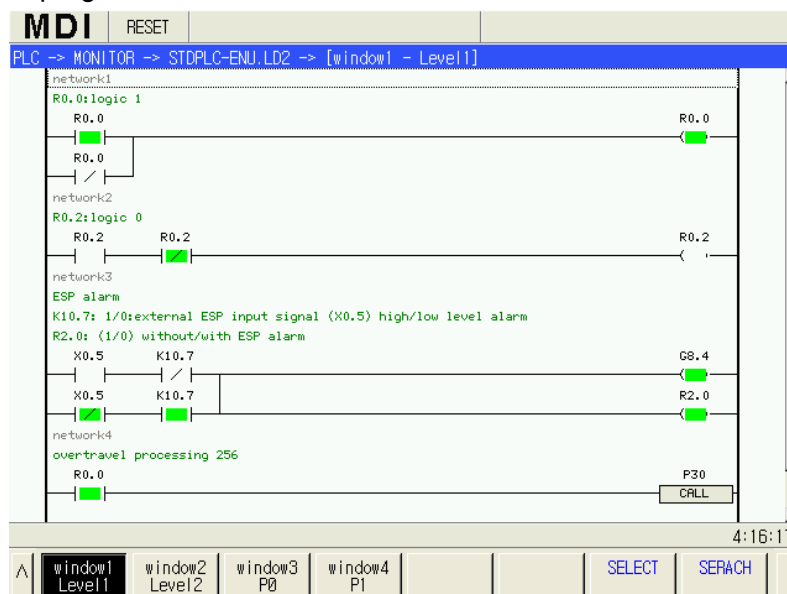 MDI RESET
PLC -> MONITOR -> STDPLC-ENU.LD2 -> [window1 - Level1]
network1
R0.0:logic 1
R0.0 R0.0
R0.0
network2
R0.2:logic 0
R0.2 R0.2 R0.2
network3
ESP alarm
K10.7: 1/0:external ESP input signal (X0.5) high/low level alarm
R2.0: (1/0) without/with ESP alarm
X0.5 K10.7 G8.4
X0.5 K10.7 R2.0
network4
overtravel processing 256
R0.0 P30
CALL
window1 window2 window3 window4 SELECT SERACH
Level1 Level2 P0 P1